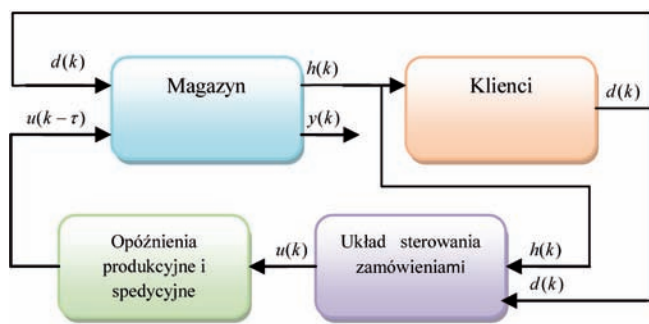 d(k)
h(k)
Magazyn
Klienci
d(k)
u(k − τ)
y(k)
Opóźnienia
produkcyjne i
spedycyjne
u(k)
Układ sterowania
zamówieniami
h(k)
d(k)